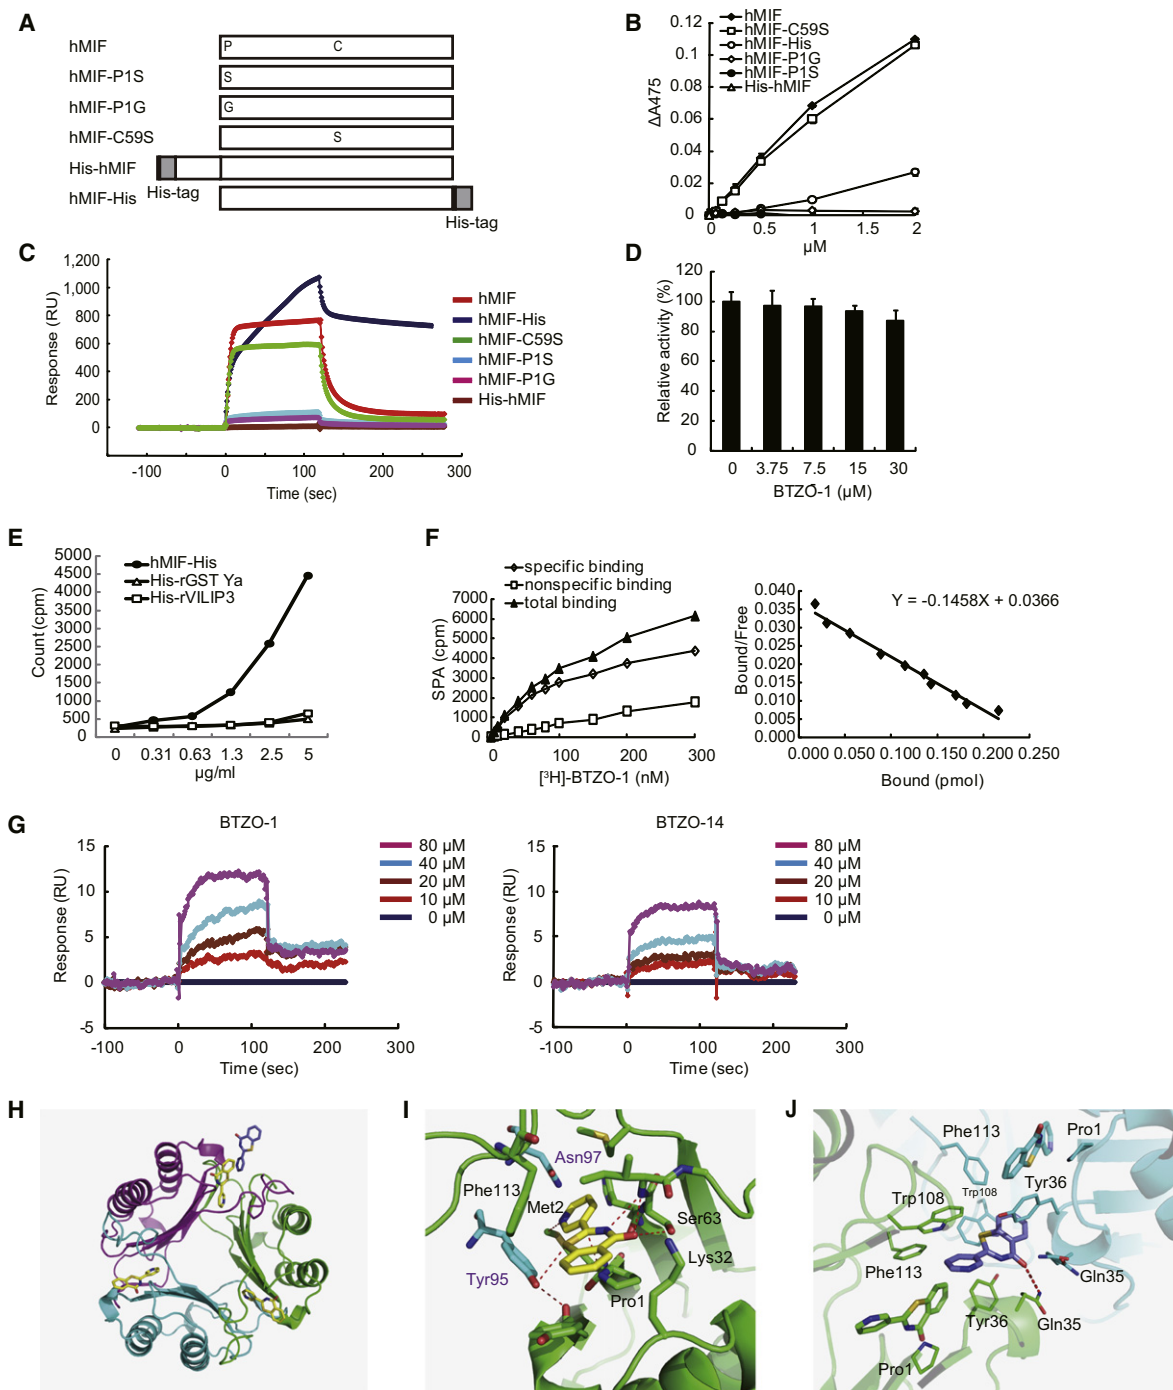 A
hMIF
P
C
hMIF-P1S
S
hMIF-P1G
G
hMIF-C59S
S
His-hMIF
His-tag
hMIF-His
His-tag
B
hMIF
hMIF-C59S
hMIF-His
hMIF-P1G
hMIF-P1S
His-hMIF
ΔA475
0.12
0.1
0.08
0.06
0.04
0.02
0
0 0.5 1 1.5 2
µM
C
Response (RU)
1,200
1,000
800
600
400
200
0
-100 0 100 200 300
Time (sec)
hMIF
hMIF-His
hMIF-C59S
hMIF-P1S
hMIF-P1G
His-hMIF
D
Relative activity (%)
120
100
80
60
40
20
0
0 3.75 7.5 15 30
BTZO-1 (µM)
E
Count (cpm)
5000
4500
4000
3500
3000
2500
2000
1500
1000
500
0
hMIF-His
His-rGST Ya
His-rVILIP3
0 0.31 0.63 1.3 2.5 5
µg/ml
F
specific binding
nonspecific binding
total binding
SPA (cpm)
7000
6000
5000
4000
3000
2000
1000
0
0 100 200 300
[³H]-BTZO-1 (nM)
Y = -0.1458X + 0.0366
Bound/Free
0.040
0.035
0.030
0.025
0.020
0.015
0.010
0.005
0.000
0.000 0.050 0.100 0.150 0.200 0.250
Bound (pmol)
G
BTZO-1
Response (RU)
15
10
5
0
-5
-100 0 100 200 300
Time (sec)
80 µM
40 µM
20 µM
10 µM
0 µM
BTZO-14
Response (RU)
15
10
5
0
-5
-100 0 100 200 300
Time (sec)
80 µM
40 µM
20 µM
10 µM
0 µM
H
I
Asn97
Phe113
Met2
Ser63
Lys32
Tyr95
Pro1
J
Phe113
Pro1
Trp108
Trp108
Tyr36
Phe113
Gln35
Tyr36
Gln35
Pro1